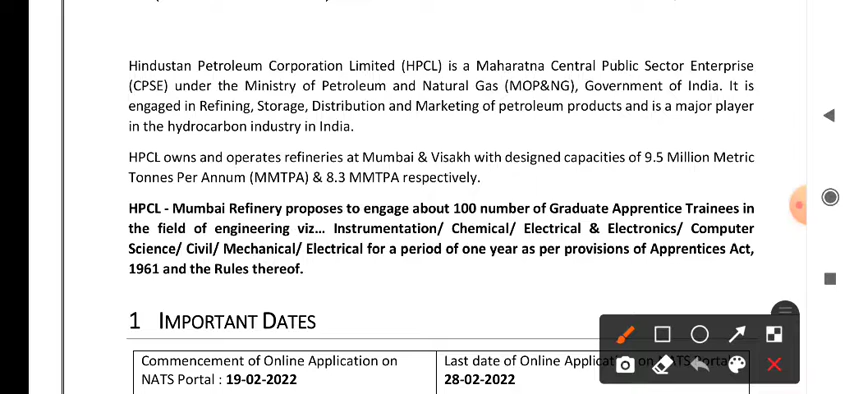 Hindustan Petroleum Corporation Limited (HPCL) is a Maharatna Central Public Sector Enterprise
(CPSE) under the Ministry of Petroleum and Natural Gas (MOP&NG), Government of India. It is
engaged in Refining, Storage, Distribution and Marketing of petroleum products and is a major player
in the hydrocarbon industry in India.
HPCL owns and operates refineries at Mumbai & Visakh with designed capacities of 9.5 Million Metric
Tonnes Per Annum (MMTPA) & 8.3 MMTPA respectively.
HPCL - Mumbai Refinery proposes to engage about 100 number of Graduate Apprentice Trainees in
the field of engineering viz... Instrumentation/ Chemical/ Electrical & Electronics/ Computer
Science/ Civil/ Mechanical/ Electrical for a period of one year as per provisions of Apprentices Act,
1961 and the Rules thereof.
1 IMPORTANT DATES
Commencement of Online Application on
NATS Portal : 19-02-2022
Last date of Online Applicat on
28-02-2022